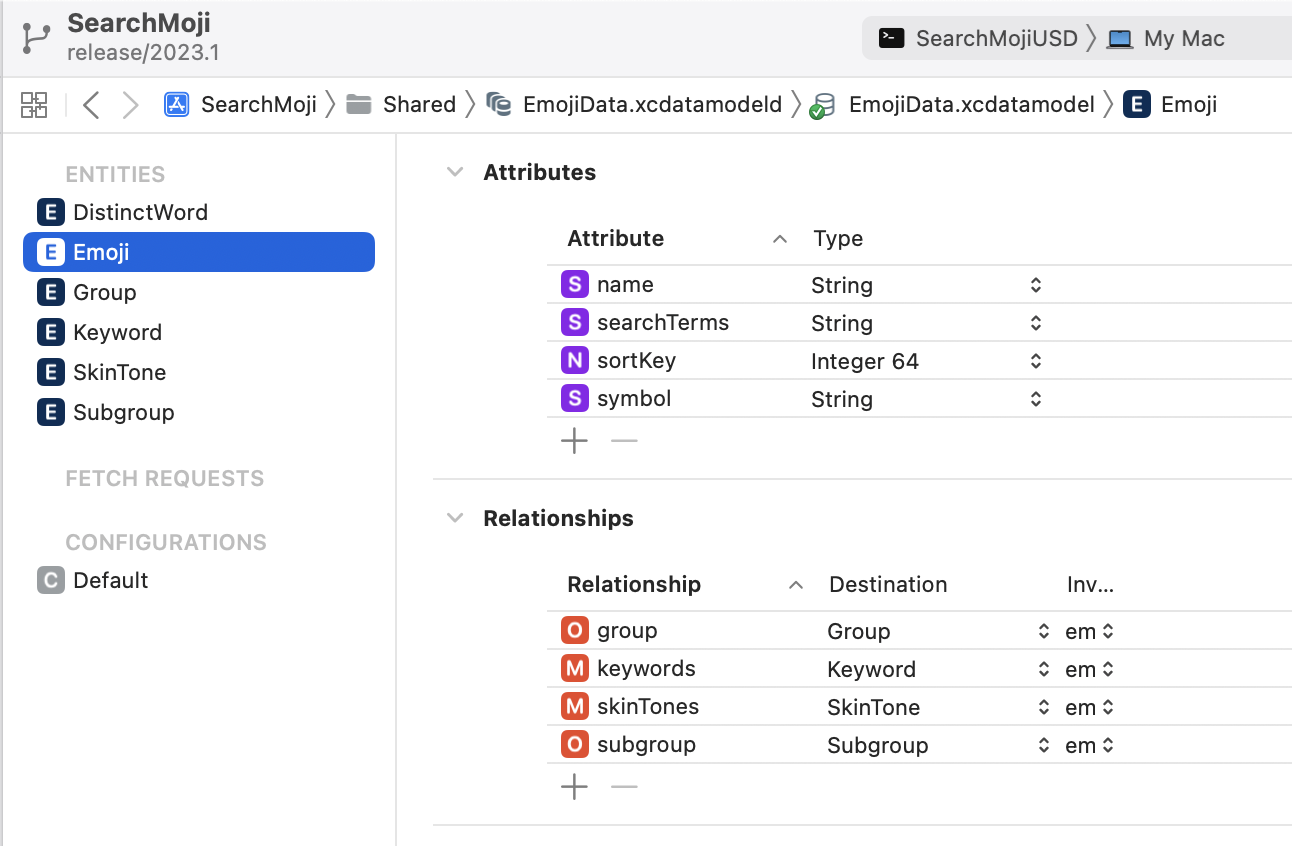 SearchMoji
release/2023.1
SearchMojiUSD My Mac
SearchMoji Shared EmojiData.xcdatamodeld EmojiData.xcdatamodel E Emoji
ENTITIES
E DistinctWord
E Emoji
E Group
E Keyword
E SkinTone
E Subgroup
FETCH REQUESTS
CONFIGURATIONS
C Default
Attributes
Attribute Type
S name String
S searchTerms String
N sortKey Integer 64
S symbol String
Relationships
Relationship Destination Inv...
O group Group em
M keywords Keyword em
M skinTones SkinTone em
O subgroup Subgroup em